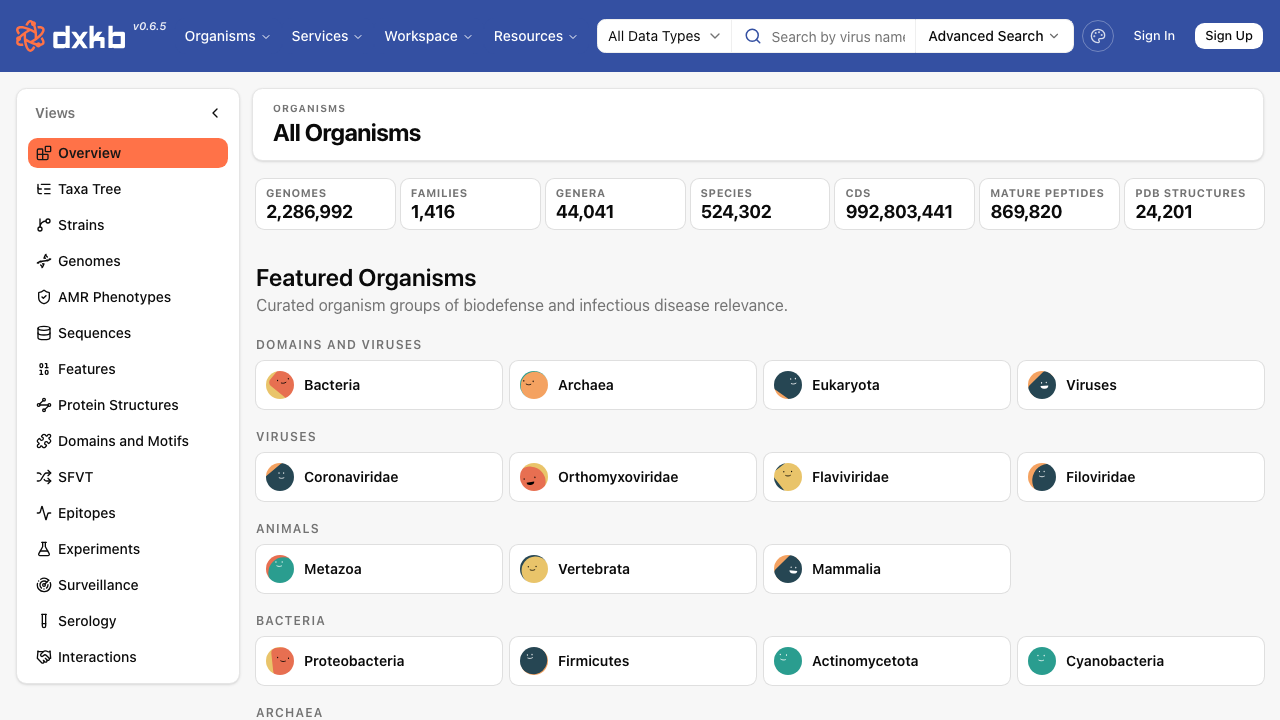 dxkb v0.6.5
Organisms Services Workspace Resources All Data Types Search by virus name Advanced Search Sign In Sign Up
Views
Overview
Taxa Tree
Strains
Genomes
AMR Phenotypes
Sequences
Features
Protein Structures
Domains and Motifs
SFVT
Epitopes
Experiments
Surveillance
Serology
Interactions
ORGANISMS
All Organisms
GENOMES
2,286,992
FAMILIES
1,416
GENERA
44,041
SPECIES
524,302
CDS
992,803,441
MATURE PEPTIDES
869,820
PDB STRUCTURES
24,201
Featured Organisms
Curated organism groups of biodefense and infectious disease relevance.
DOMAINS AND VIRUSES
Bacteria Archaea Eukaryota Viruses
VIRUSES
Coronaviridae Orthomyxoviridae Flaviviridae Filoviridae
ANIMALS
Metazoa Vertebrata Mammalia
BACTERIA
Proteobacteria Firmicutes Actinomycetota Cyanobacteria
ARCHAEA